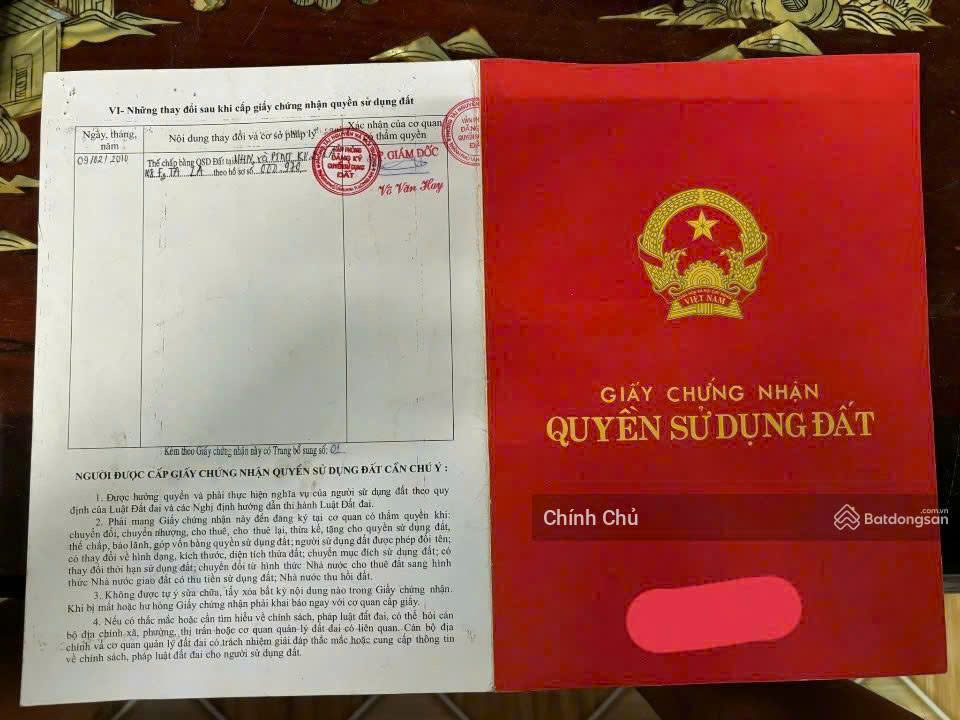 VI- Những thay đổi sau khi cấp giấy chứng nhận quyền sử dụng đất
Ngày, tháng, năm
Nội dung thay đổi và cơ sở pháp lý
Xác nhận của cơ quan có thẩm quyền
09/02/2010
Thế chấp bằng QSD Đất tại
theo hồ sơ số
VĂN PHÒNG
ĐĂNG KÝ
QUYỀN SỬ DỤNG
ĐẤT
P. GIÁM ĐỐC
Võ Văn Huy
Kèm theo Giấy chứng nhận này có Trang bổ sung số: 01
NGƯỜI ĐƯỢC CẤP GIẤY CHỨNG NHẬN QUYỀN SỬ DỤNG ĐẤT CẦN CHÚ Ý :
1. Được hưởng quyền và phải thực hiện nghĩa vụ của người sử dụng đất theo quy
định của Luật Đất đai và các Nghị định hướng dẫn thi hành Luật Đất đai.
2. Phải mang Giấy chứng nhận này đến đăng ký tại cơ quan có thẩm quyền khi:
chuyển đổi, chuyển nhượng, cho thuê, cho thuê lại, thừa kế, tặng cho quyền sử dụng đất,
thế chấp, bảo lãnh, góp vốn bằng quyền sử dụng đất; người sử dụng đất được phép đổi tên;
có thay đổi về hình dạng, kích thước, diện tích thửa đất; chuyển mục đích sử dụng đất; có
thay đổi thời hạn sử dụng đất; chuyển đổi từ hình thức Nhà nước cho thuê đất sang hình
thức Nhà nước giao đất có thu tiền sử dụng đất; Nhà nước thu hồi đất.
3. Không được tự ý sửa chữa, tẩy xóa bất kỳ nội dung nào trong Giấy chứng nhận.
Khi bị mất hoặc hư hỏng Giấy chứng nhận phải khai báo ngay với cơ quan cấp giấy.
4. Nếu có thắc mắc hoặc cần tìm hiểu về chính sách, pháp luật đất đai, có thể hỏi cán
bộ địa chính xã, phường, thị trấn hoặc cơ quan quản lý đất đai có liên quan. Cán bộ địa
chính và cơ quan quản lý đất đai có trách nhiệm giải đáp thắc mắc hoặc cung cấp thông tin
về chính sách, pháp luật đất đai cho người sử dụng đất.
VIỆT NAM
GIẤY CHỨNG NHẬN
QUYỀN SỬ DỤNG ĐẤT
Chính Chủ
Batdongsan
.com.vn